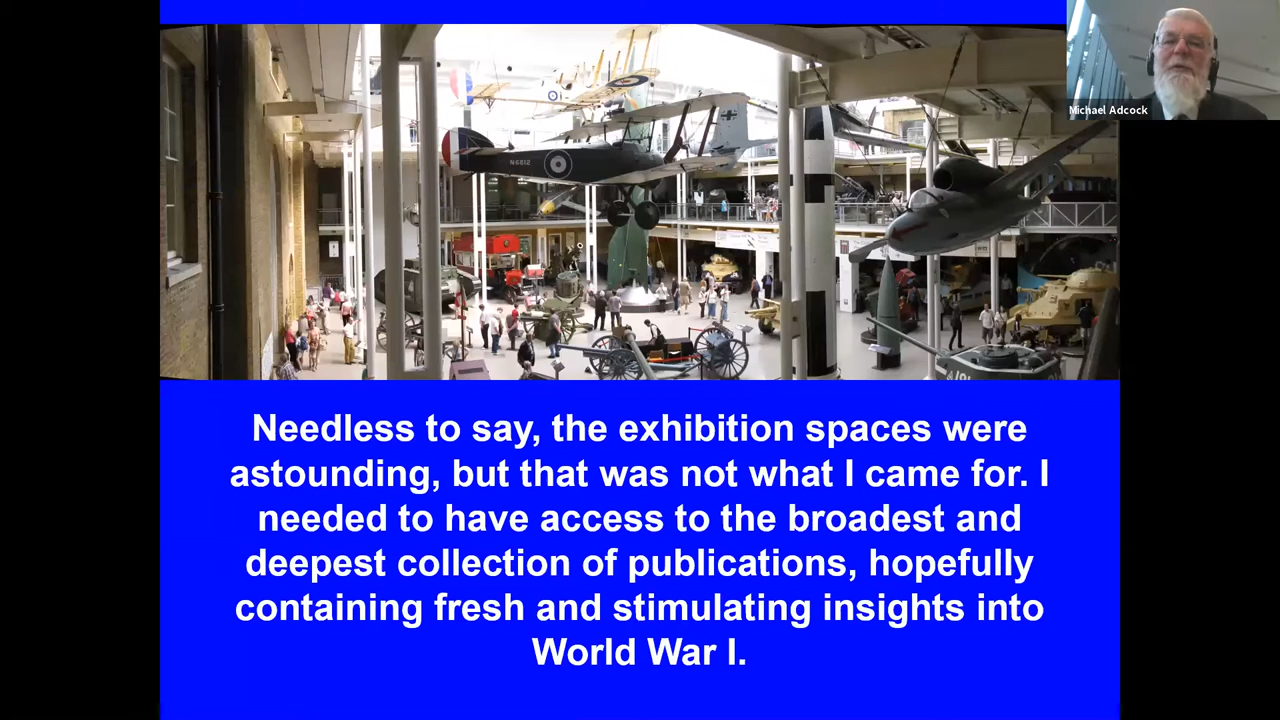 Michael Adcock
N6812
Needless to say, the exhibition spaces were
astounding, but that was not what I came for. I
needed to have access to the broadest and
deepest collection of publications, hopefully
containing fresh and stimulating insights into
World War I.